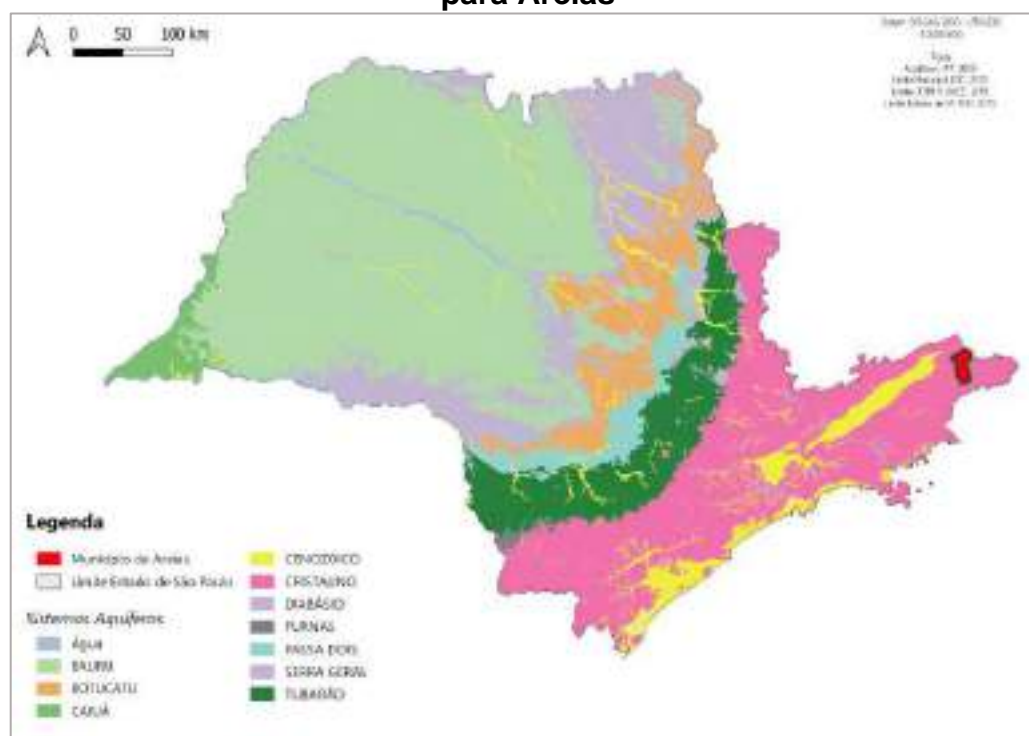 para Areias
0 50 100 km
Legenda
Município de Areias
Limite Estado de São Paulo
Sistemas Aquíferos
Água
BAURU
BOTUCATU
CAIUÁ
CENOZÓICO
CRISTALINO
DIABÁSIO
FURNAS
PASSA DOIS
SERRA GERAL
TUBARÃO